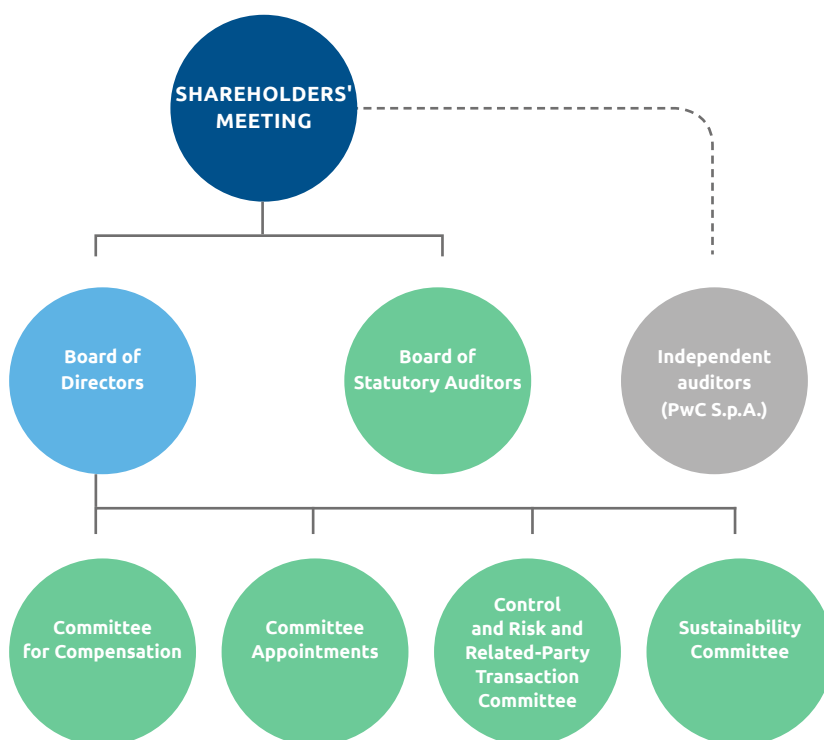 SHAREHOLDERS'
MEETING
Board of
Directors
Board of
Statutory Auditors
Independent
auditors
(PwC S.p.A.)
Committee
for Compensation
Committee
Appointments
Control
and Risk and
Related-Party
Transaction
Committee
Sustainability
Committee